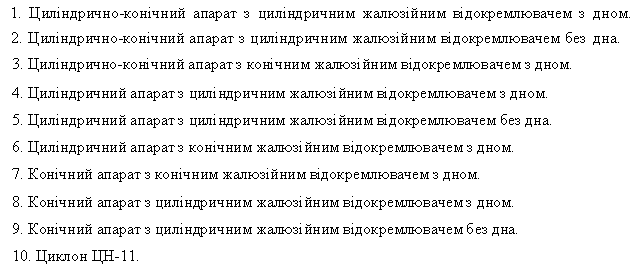 1. Циліндрично-конічний апарат з циліндричним жалюзійним відокремлювачем з дном.
2. Циліндрично-конічний апарат з циліндричним жалюзійним відокремлювачем без дна.
3. Циліндрично-конічний апарат з конічним жалюзійним відокремлювачем з дном.
4. Циліндричний апарат з циліндричним жалюзійним відокремлювачем з дном.
5. Циліндричний апарат з циліндричним жалюзійним відокремлювачем без дна.
6. Циліндричний апарат з конічним жалюзійним відокремлювачем з дном.
7. Конічний апарат з конічним жалюзійним відокремлювачем з дном.
8. Конічний апарат з циліндричним жалюзійним відокремлювачем з дном.
9. Конічний апарат з циліндричним жалюзійним відокремлювачем без дна.
10. Циклон ЦН-11.